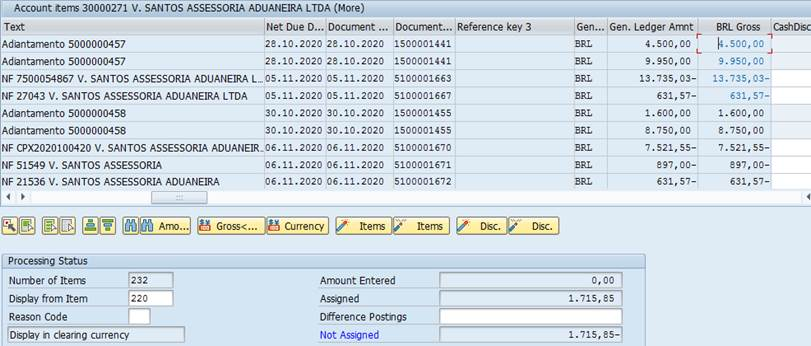 Account items 30000271 V. SANTOS ASSESSORIA ADUANEIRA LTDA (More)
Text Net Due D... Document ... Document... Reference key 3 Gen... Gen. Ledger Amnt BRL Gross CashDisc
Adiantamento 5000000457 28.10.2020 28.10.2020 1500001441 BRL 4.500,00 4.500,00
Adiantamento 5000000457 28.10.2020 28.10.2020 1500001441 BRL 9.950,00 9.950,00
NF 7500054867 V. SANTOS ASSESSORIA ADUANEIRA L... 05.11.2020 05.11.2020 5100001663 BRL 13.735,03- 13.735,03-
NF 27043 V. SANTOS ASSESSORIA ADUANEIRA LTDA 05.11.2020 05.11.2020 5100001667 BRL 631,57- 631,57-
Adiantamento 5000000458 30.10.2020 30.10.2020 1500001455 BRL 1.600,00 1.600,00
Adiantamento 5000000458 30.10.2020 30.10.2020 1500001455 BRL 8.750,00 8.750,00
NF CPX2020100420 V. SANTOS ASSESSORIA ADUANEIR... 06.11.2020 06.11.2020 5100001670 BRL 7.521,55- 7.521,55-
NF 51549 V. SANTOS ASSESSORIA 06.11.2020 06.11.2020 5100001671 BRL 897,00- 897,00-
NF 21536 V. SANTOS ASSESSORIA ADUANEIRA 06.11.2020 06.11.2020 5100001672 BRL 631,57- 631,57-
Amo... Gross<... Currency Items Items Disc. Disc.
Processing Status
Number of Items 232 Amount Entered 0,00
Display from Item 220 Assigned 1.715,85
Reason Code Difference Postings
Display in clearing currency Not Assigned 1.715,85-